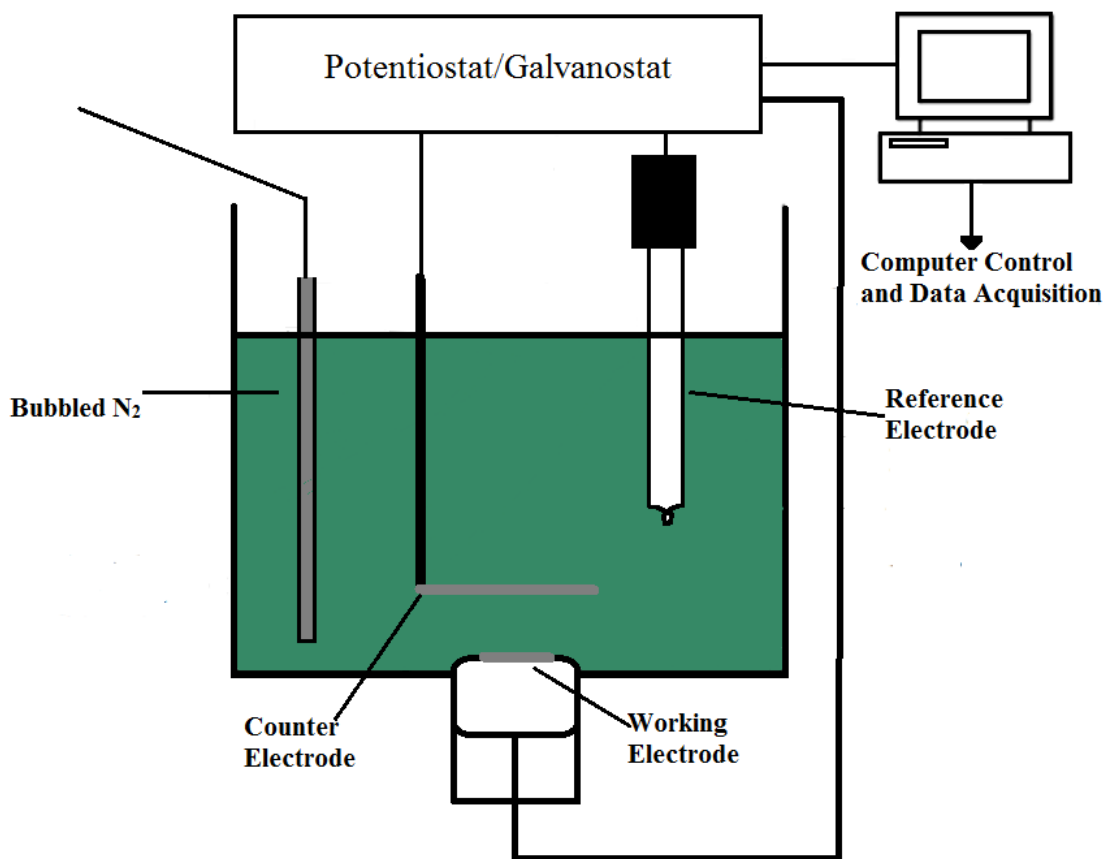 Potentiostat/Galvanostat
Computer Control
and Data Acquisition
Bubbled N₂
Reference
Electrode
Counter
Electrode
Working
Electrode